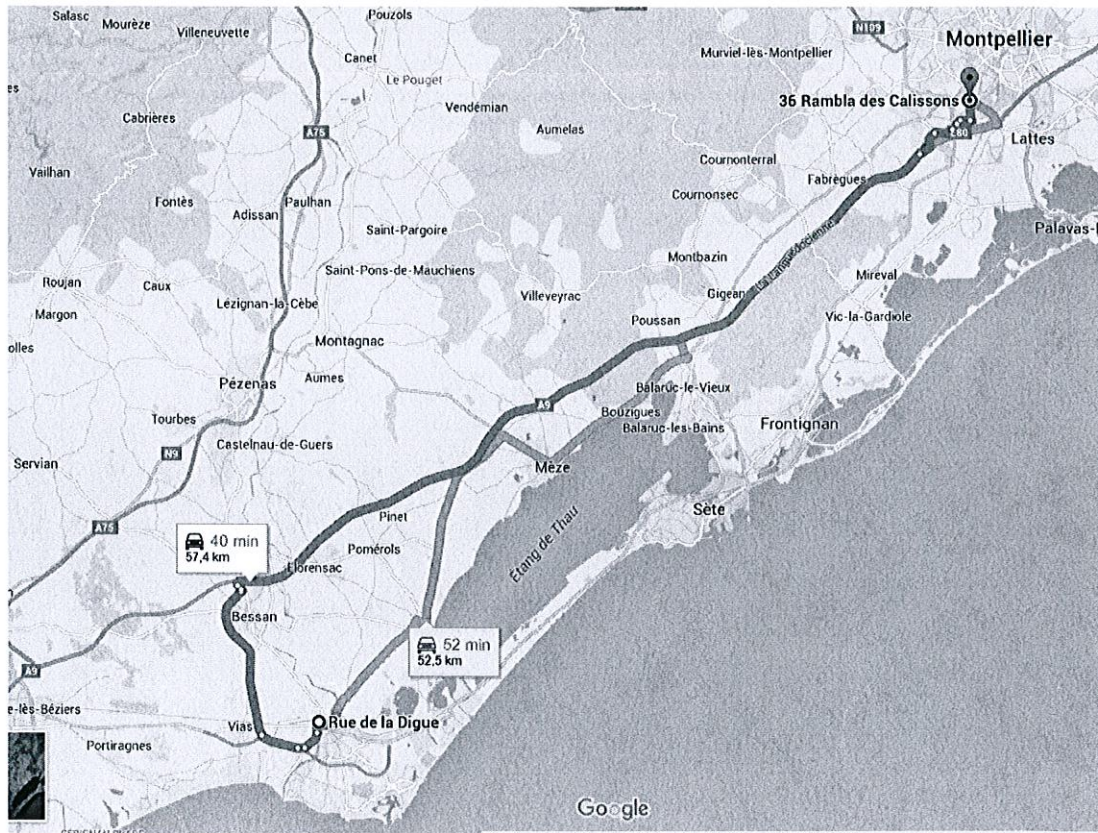 Salasc
Mourèze
Villeneuvette
Pouzols
N109
Canet
Murviel-lès-Montpellier
Montpellier
Le Pouget
Cabrières
Vendémian
36 Rambla des Calissons
A75
Aumelas
Lattes
Vailhan
Cournonterral
Fabrègues
Fontès
Paulhan
Adissan
Cournonsec
Saint-Pargoire
Palavas-l
Montbazin
La Languedocienne
Saint-Pons-de-Mauchiens
Mireval
Roujan
Caux
Villeveyrac
Gigean
Lézignan-la-Cèbe
Margon
Poussan
Vic-la-Gardiole
olles
Montagnac
Pézenas
Aumes
Balaruc-le-Vieux
A9
Bouzigues
Tourbes
Frontignan
Balaruc-les-Bains
Castelnau-de-Guers
N9
Servian
Mèze
Sète
A75
Pinet
40 min
57,4 km
Pomérols
Étang de Thau
Florensac
Bessan
52 min
52,5 km
A9
e-lès-Béziers
Rue de la Digue
Vias
Portiragnes
Google